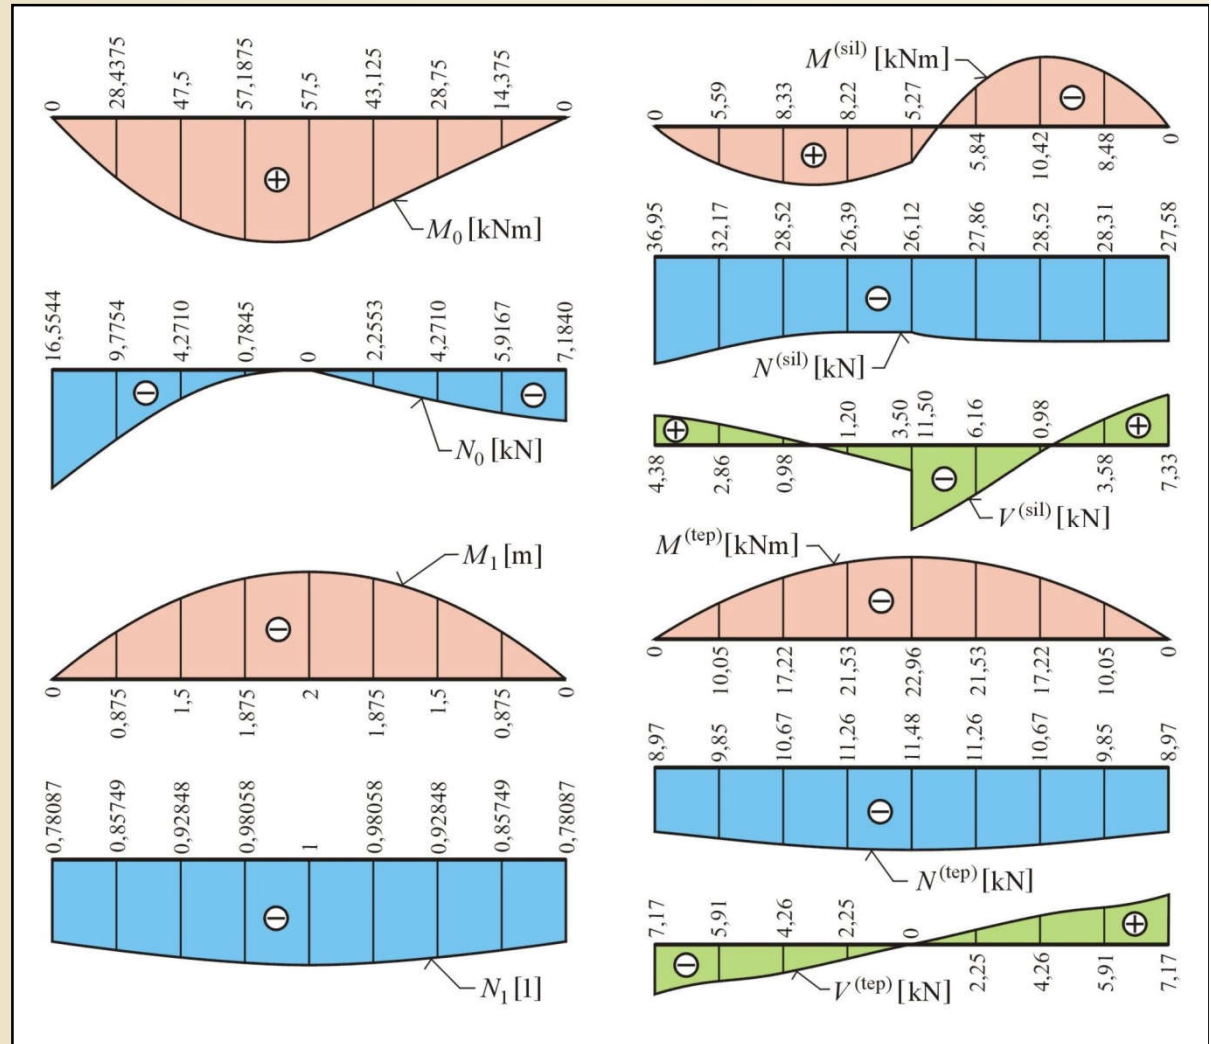 0 28,4375 47,5 57,1875 57,5 43,125 28,75 14,375 0
⊕
M₀ [kNm]
16,5544 9,7754 4,2710 0,7845 0 2,2553 4,2710 5,9167 7,1840
⊖ ⊖
N₀ [kN]
M₁ [m]
⊖
0 0,875 1,5 1,875 2 1,875 1,5 0,875 0
0,78087 0,85749 0,92848 0,98058 1 0,98058 0,92848 0,85749 0,78087
⊖
N₁ [1]
M⁽ˢⁱˡ⁾ [kNm]
0 5,59 8,33 8,22 5,27
⊖
⊕
5,84 10,42 8,48 0
36,95 32,17 28,52 26,39 26,12 27,86 28,52 28,31 27,58
⊖
N⁽ˢⁱˡ⁾ [kN]
1,20 3,50 11,50 6,16 0,98
⊕ ⊕
4,38 2,86 0,98 3,58 7,33
⊖
V⁽ˢⁱˡ⁾ [kN]
M⁽ᵗᵉᵖ⁾ [kNm]
⊖
0 10,05 17,22 21,53 22,96 21,53 17,22 10,05 0
8,97 9,85 10,67 11,26 11,48 11,26 10,67 9,85 8,97
⊖
N⁽ᵗᵉᵖ⁾ [kN]
7,17 5,91 4,26 2,25 0
⊕
⊖
2,25 4,26 5,91 7,17
V⁽ᵗᵉᵖ⁾ [kN]